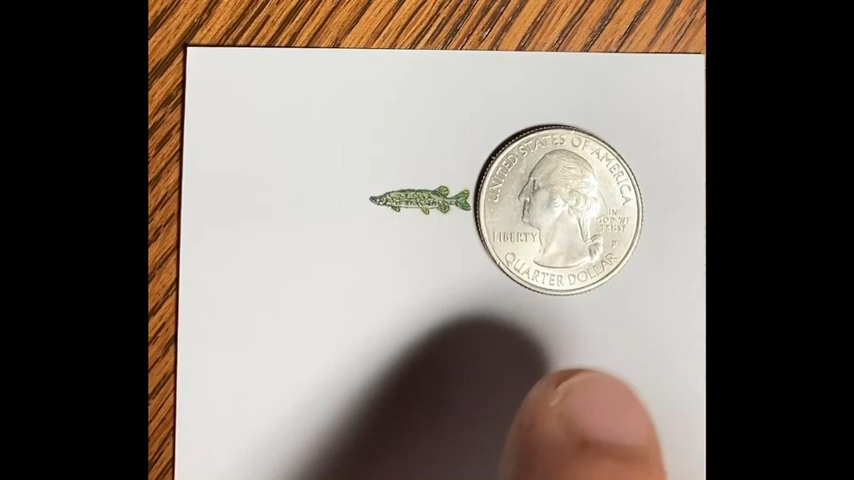 UNITED STATES OF AMERICA
LIBERTY
IN
GOD WE
TRUST
P
QUARTER DOLLAR